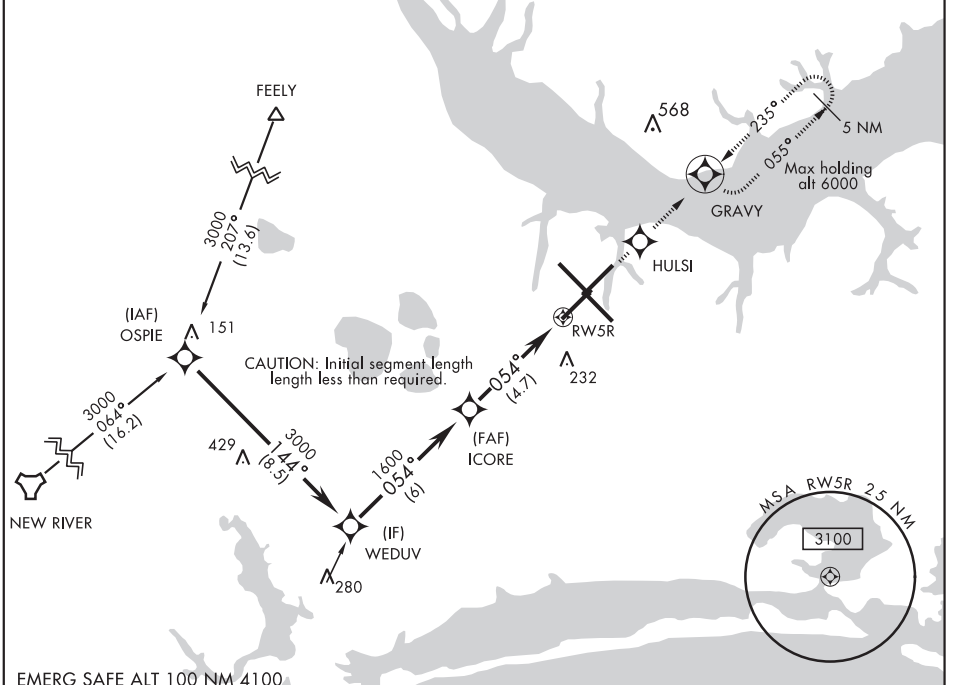 FEELY
568
235°
5 NM
055°
Max holding
alt 6000
GRAVY
3000
207°
(13.6)
HULSI
(IAF)
OSPIE
151
RW5R
CAUTION: Initial segment length
length less than required.
232
054°
(4.7)
3000
064°
(16.2)
429
3000
144°
(8.5)
(FAF)
ICORE
1600
054°
(6)
NEW RIVER
(IF)
WEDUV
280
MSA RW5R 25 NM
3100
EMERG SAFE ALT 100 NM 4100